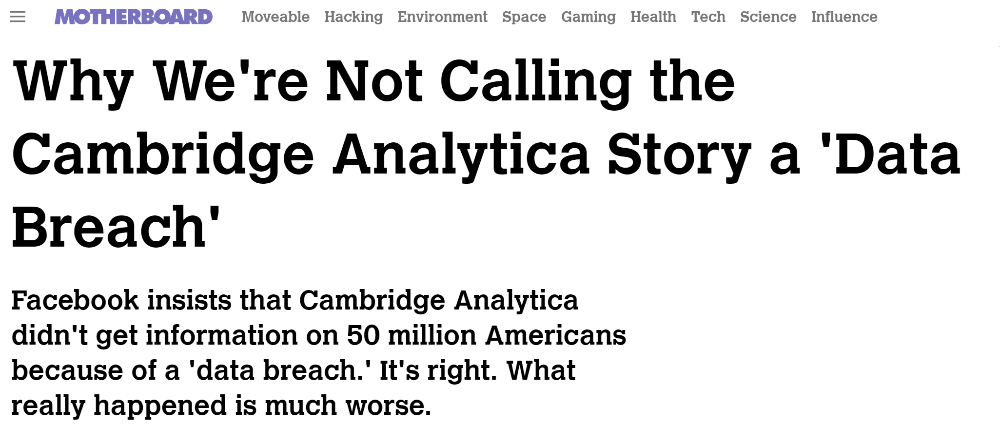 MOTHERBOARD Moveable Hacking Environment Space Gaming Health Tech Science Influence
Why We're Not Calling the
Cambridge Analytica Story a 'Data
Breach'
Facebook insists that Cambridge Analytica
didn't get information on 50 million Americans
because of a 'data breach.' It's right. What
really happened is much worse.